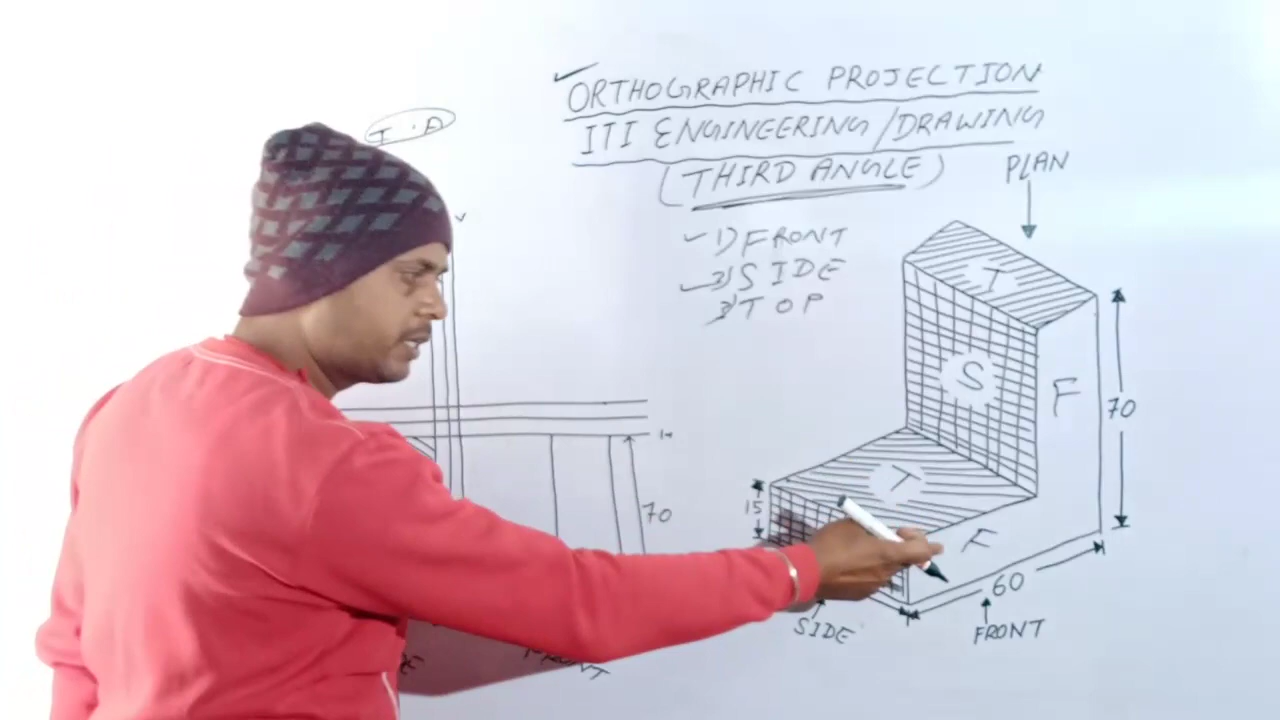 ORTHOGRAPHIC PROJECTION
ITI ENGINEERING/DRAWING
(THIRD ANGLE)
PLAN
1) FRONT
2) SIDE
3) TOP
T
S
F
70
T
15
F
60
SIDE
FRONT
70